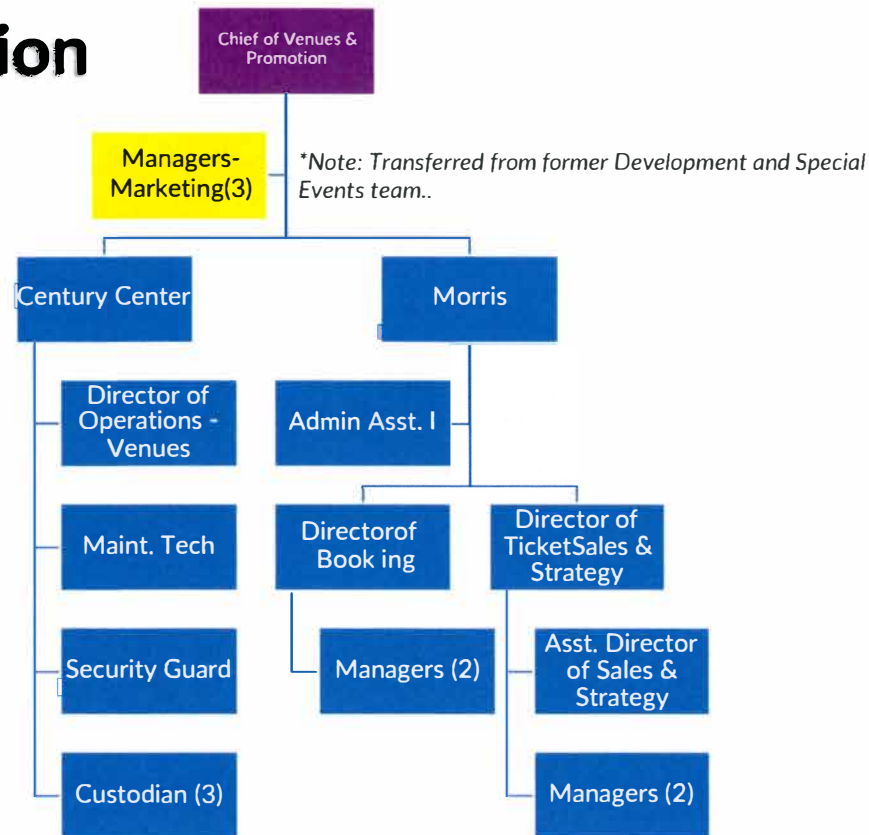 ion
Chief of Venues &
Promotion
Managers-
Marketing(3)
*Note: Transferred from former Development and Special
Events team..
Century Center
Morris
Director of
Operations -
Venues
Admin Asst. I
Maint. Tech
Directorof
Book ing
Director of
TicketSales &
Strategy
Security Guard
Managers (2)
Asst. Director
of Sales &
Strategy
Custodian (3)
Managers (2)